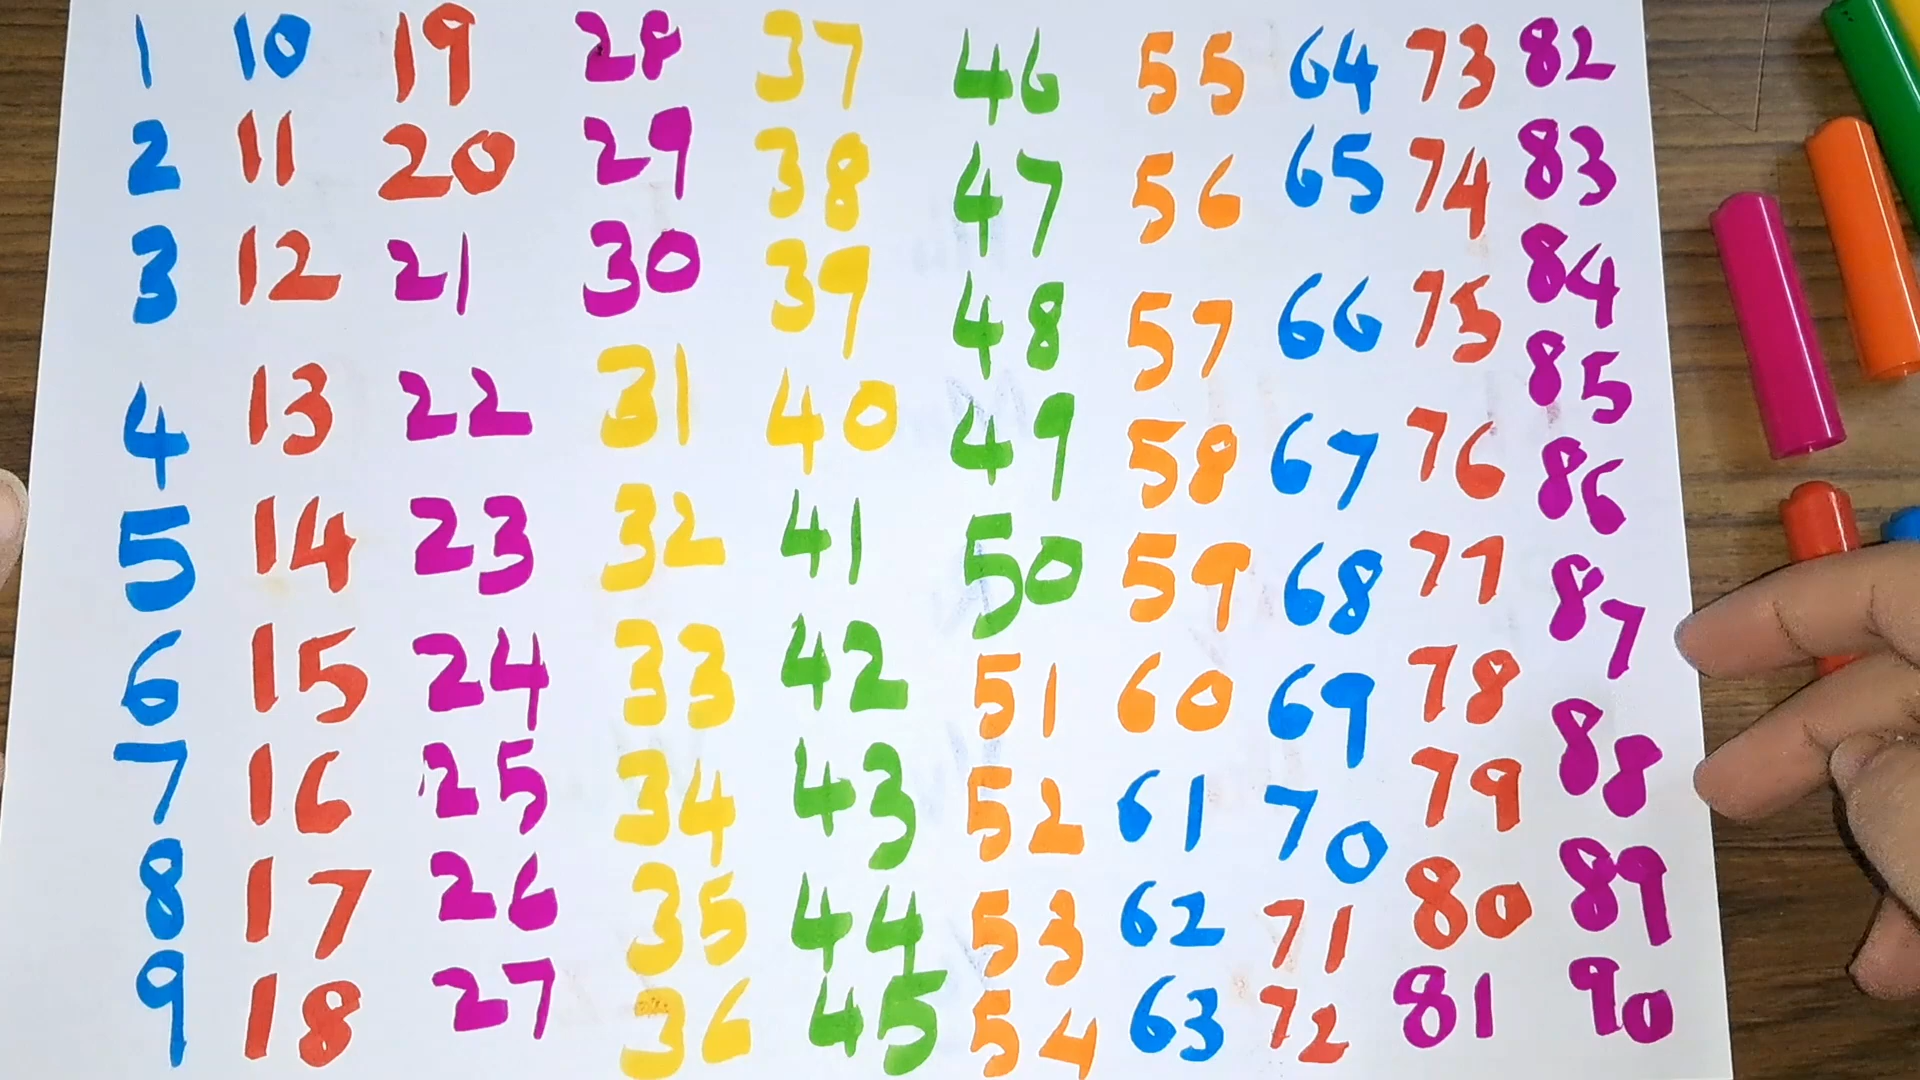 1 10 19 28 37 46 55 64 73 82
2 11 20 29 38 47 56 65 74 83
3 12 21 30 39 48 57 66 75 84
4 13 22 31 40 49 58 67 76 85
5 14 23 32 41 50 59 68 77 86
6 15 24 33 42 51 60 69 78 87
7 16 25 34 43 52 61 70 79 88
8 17 26 35 44 53 62 71 80 89
9 18 27 36 45 54 63 72 81 90